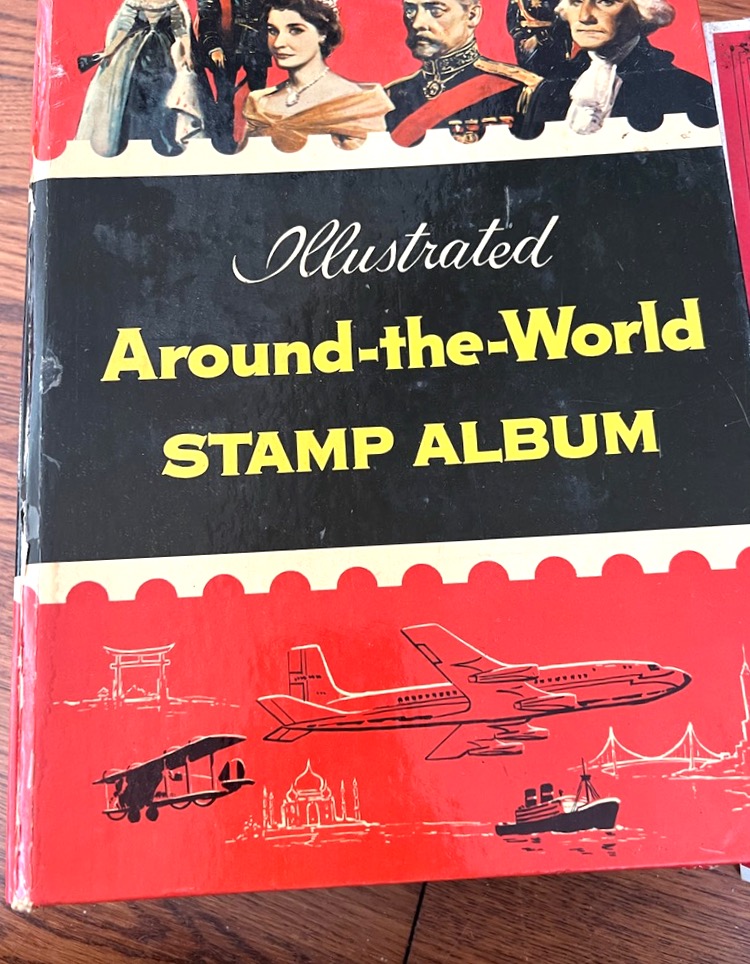 Illustrated
Around-the-World
STAMP ALBUM